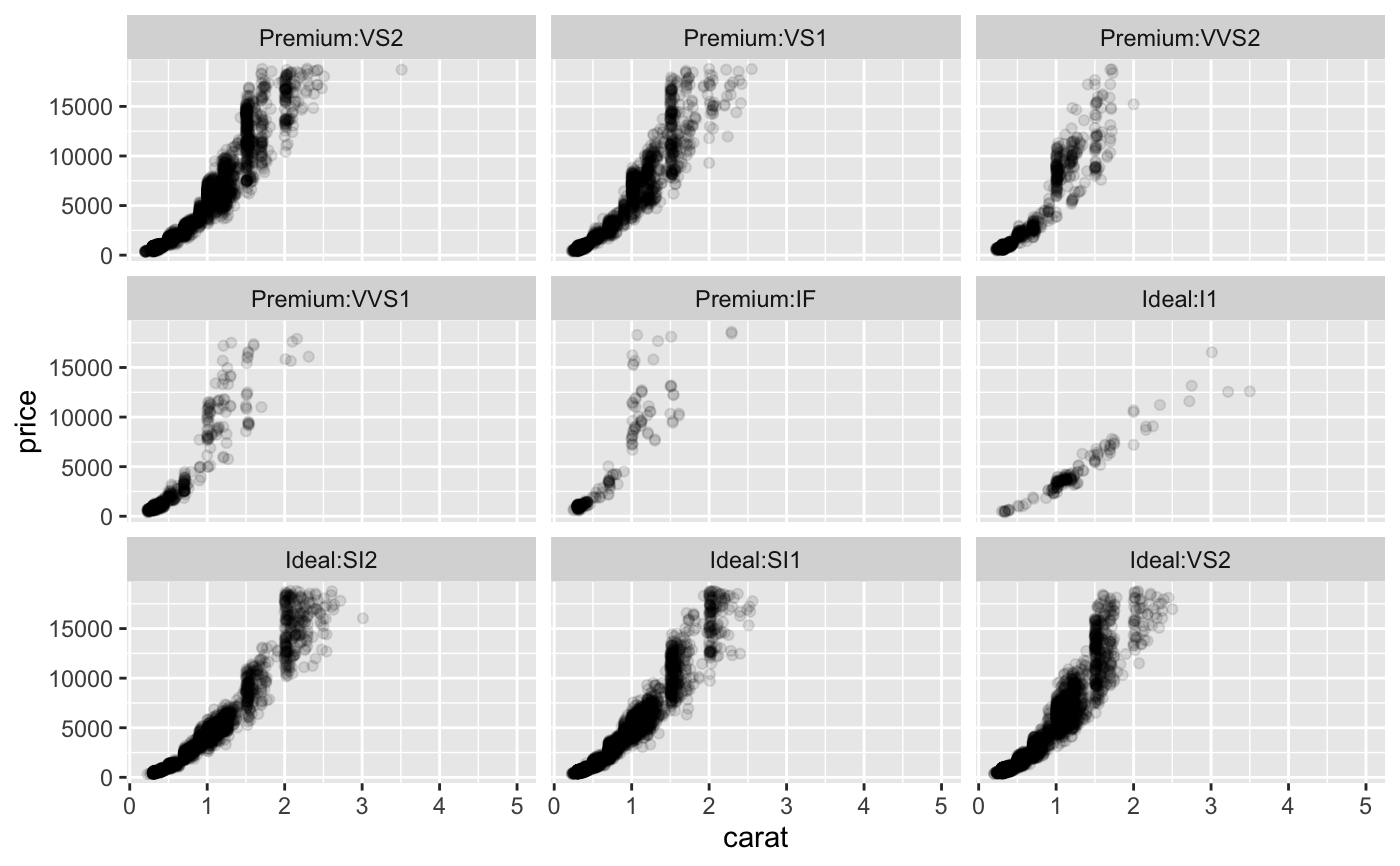 Premium:VS2 Premium:VS1 Premium:VVS2
15000
10000
5000
0
Premium:VVS1 Premium:IF Ideal:I1
15000
10000
5000
0
price
Ideal:SI2 Ideal:SI1 Ideal:VS2
15000
10000
5000
0
0 1 2 3 4 5 0 1 2 3 4 5 0 1 2 3 4 5
carat